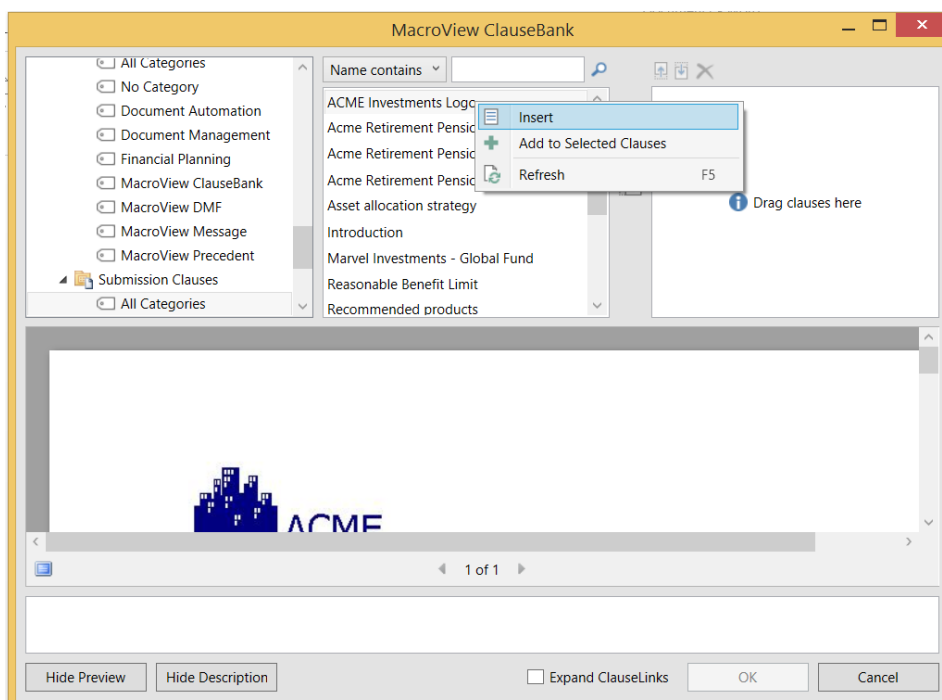 MacroView ClauseBank
All Categories
No Category
Document Automation
Document Management
Financial Planning
MacroView ClauseBank
MacroView DMF
MacroView Message
MacroView Precedent
Submission Clauses
All Categories
Name contains
ACME Investments Logo
Acme Retirement Pensic
Acme Retirement Pensic
Acme Retirement Pensic
Asset allocation strategy
Introduction
Marvel Investments - Global Fund
Reasonable Benefit Limit
Recommended products
Insert
Add to Selected Clauses
Refresh F5
Drag clauses here
ACME
1 of 1
Hide Preview
Hide Description
Expand ClauseLinks
OK
Cancel